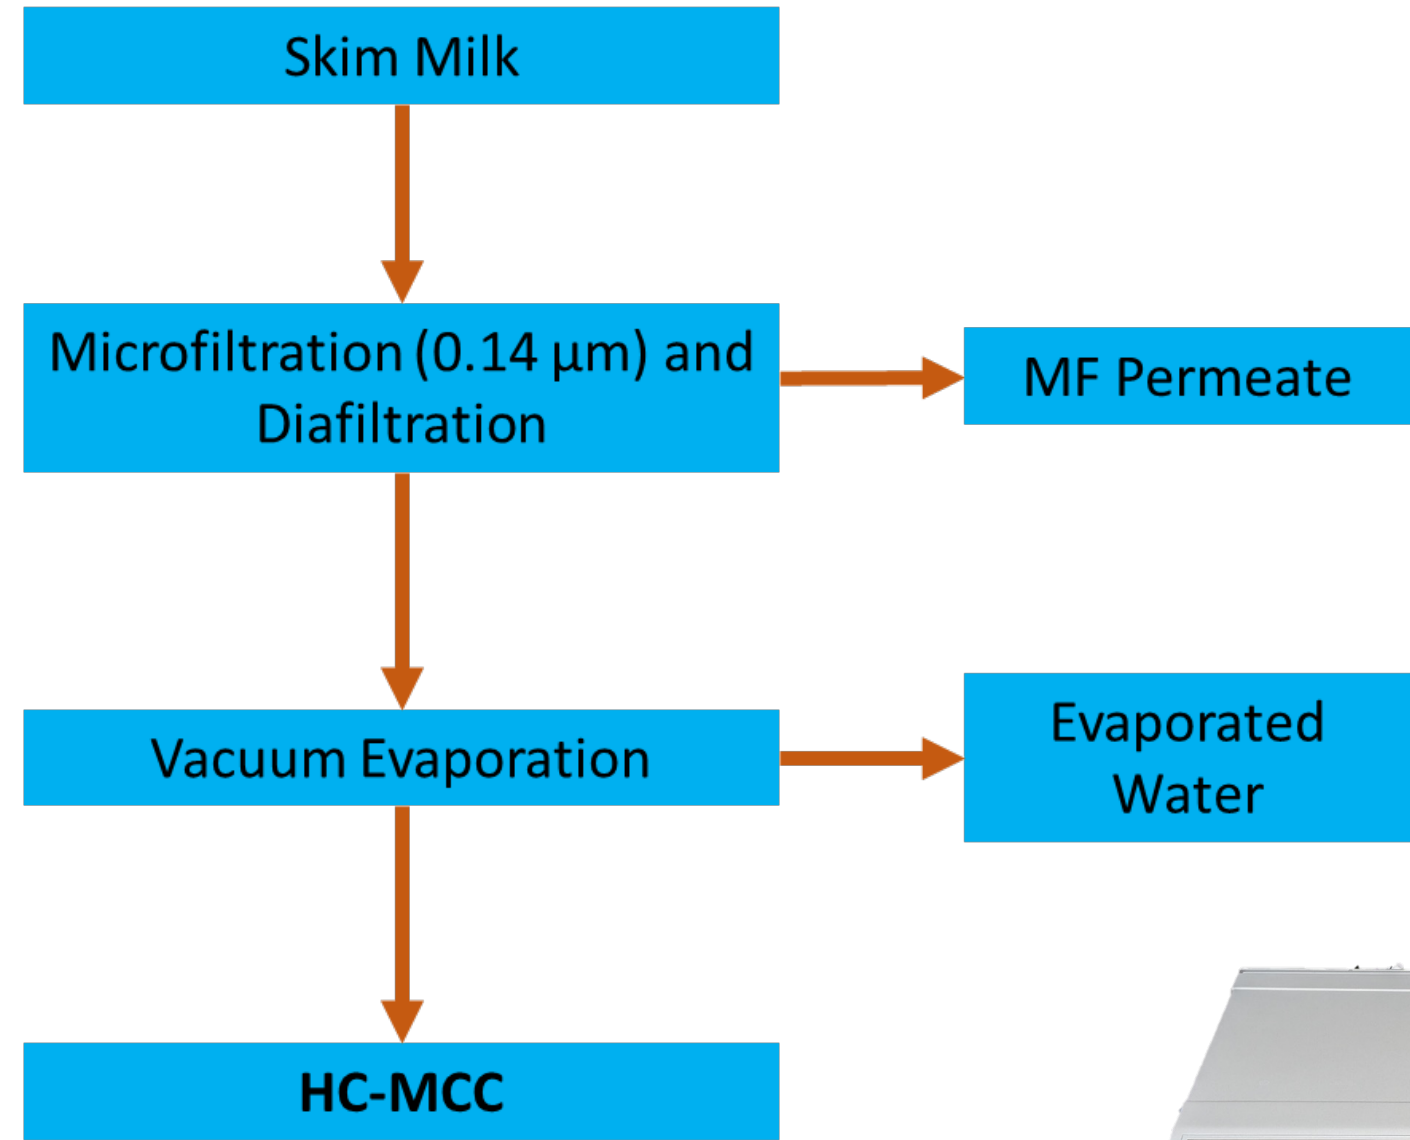 Skim Milk
Microfiltration (0.14 µm) and
Diafiltration
MF Permeate
Vacuum Evaporation
Evaporated
Water
HC-MCC